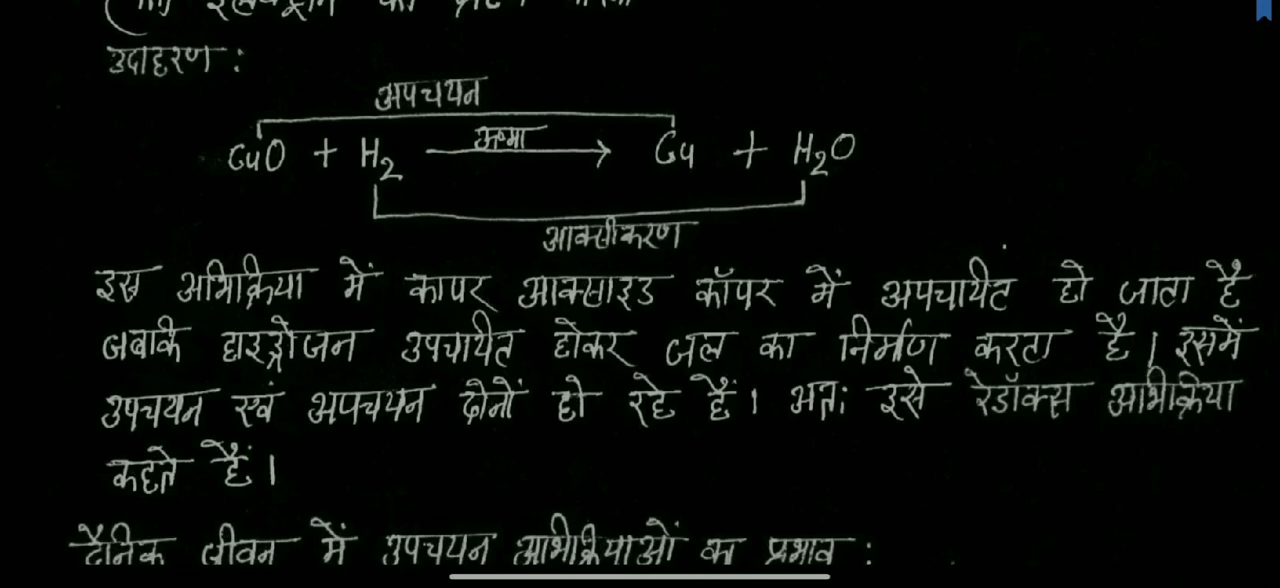 उदाहरण :
अपचयन
CuO + H₂ ऊष्मा → Cu + H₂O
आक्सीकरण
इस अभिक्रिया में कापर आक्साइड कॉपर में अपचयित हो जाता है
जबकि हाइड्रोजन उपचयित होकर जल का निर्माण करता है । इसमें
उपचयन एवं अपचयन दोनों हो रहे हैं । अतः इसे रेडॉक्स अभिक्रिया
कहते हैं ।
दैनिक जीवन में उपचयन अभिक्रियाओं का प्रभाव :